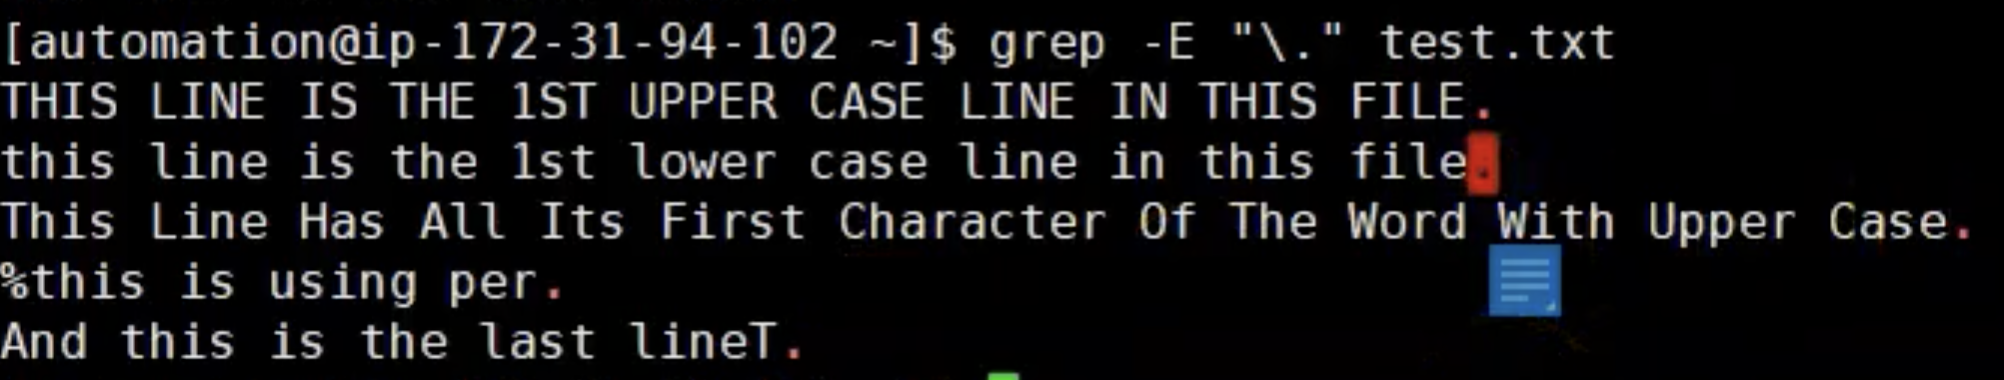 [automation@ip-172-31-94-102 ~]$ grep -E "\." test.txt
THIS LINE IS THE 1ST UPPER CASE LINE IN THIS FILE.
this line is the 1st lower case line in this file.
This Line Has All Its First Character Of The Word With Upper Case.
%this is using per.
And this is the last lineT.